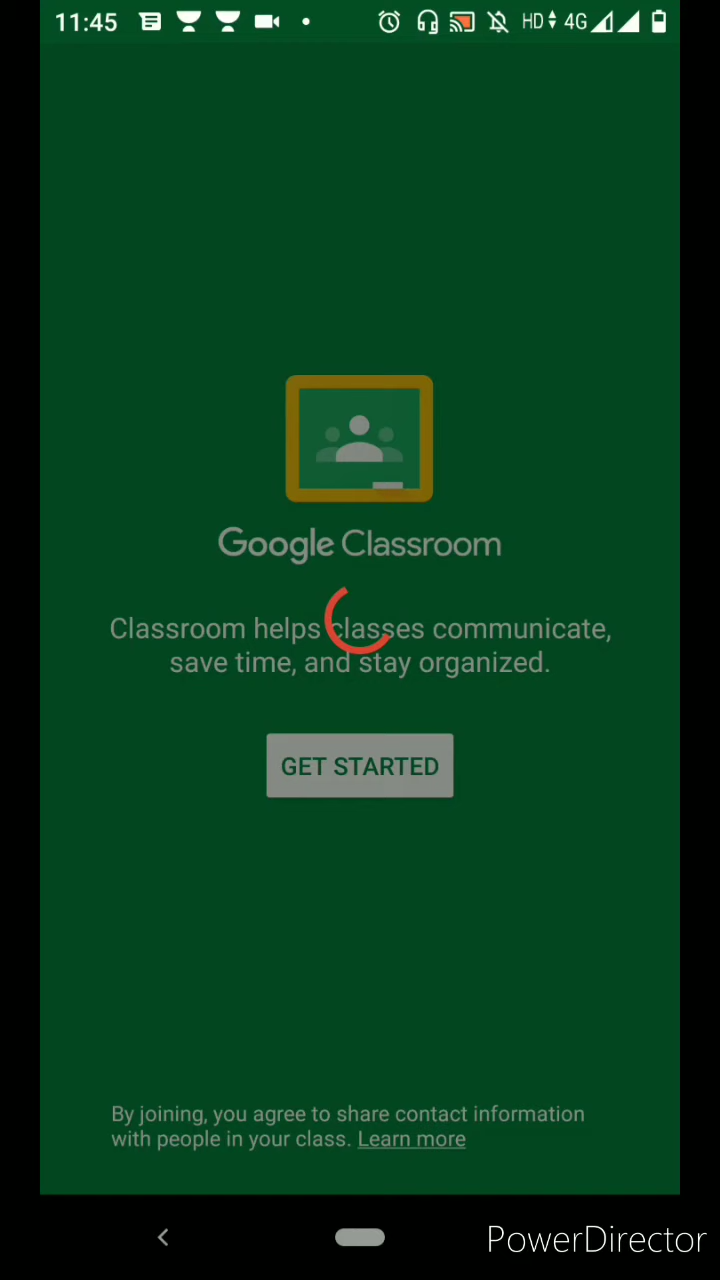 11:45 HD 4G
Google Classroom
Classroom helps classes communicate,
save time, and stay organized.
GET STARTED
By joining, you agree to share contact information
with people in your class. Learn more
PowerDirector